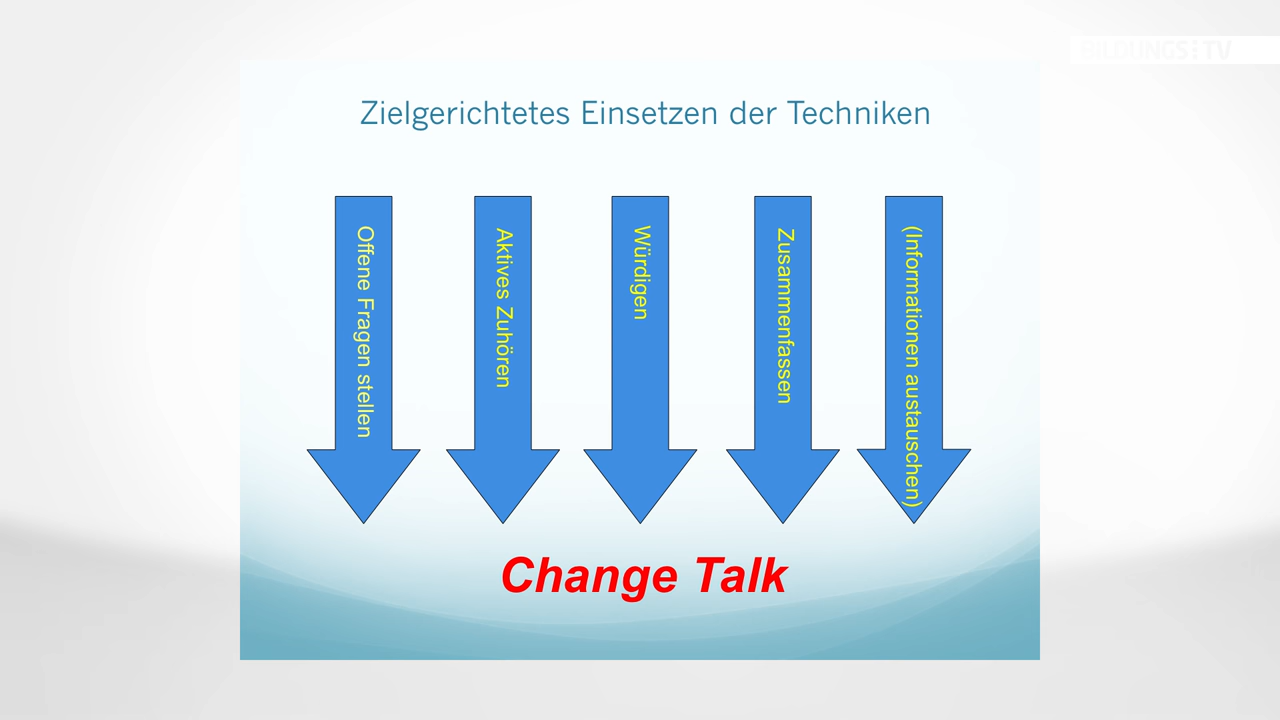 BILDUNGS:TV
Zielgerichtetes Einsetzen der Techniken
Offene Fragen stellen
Aktives Zuhören
Würdigen
Zusammenfassen
(Informationen austauschen)
Change Talk